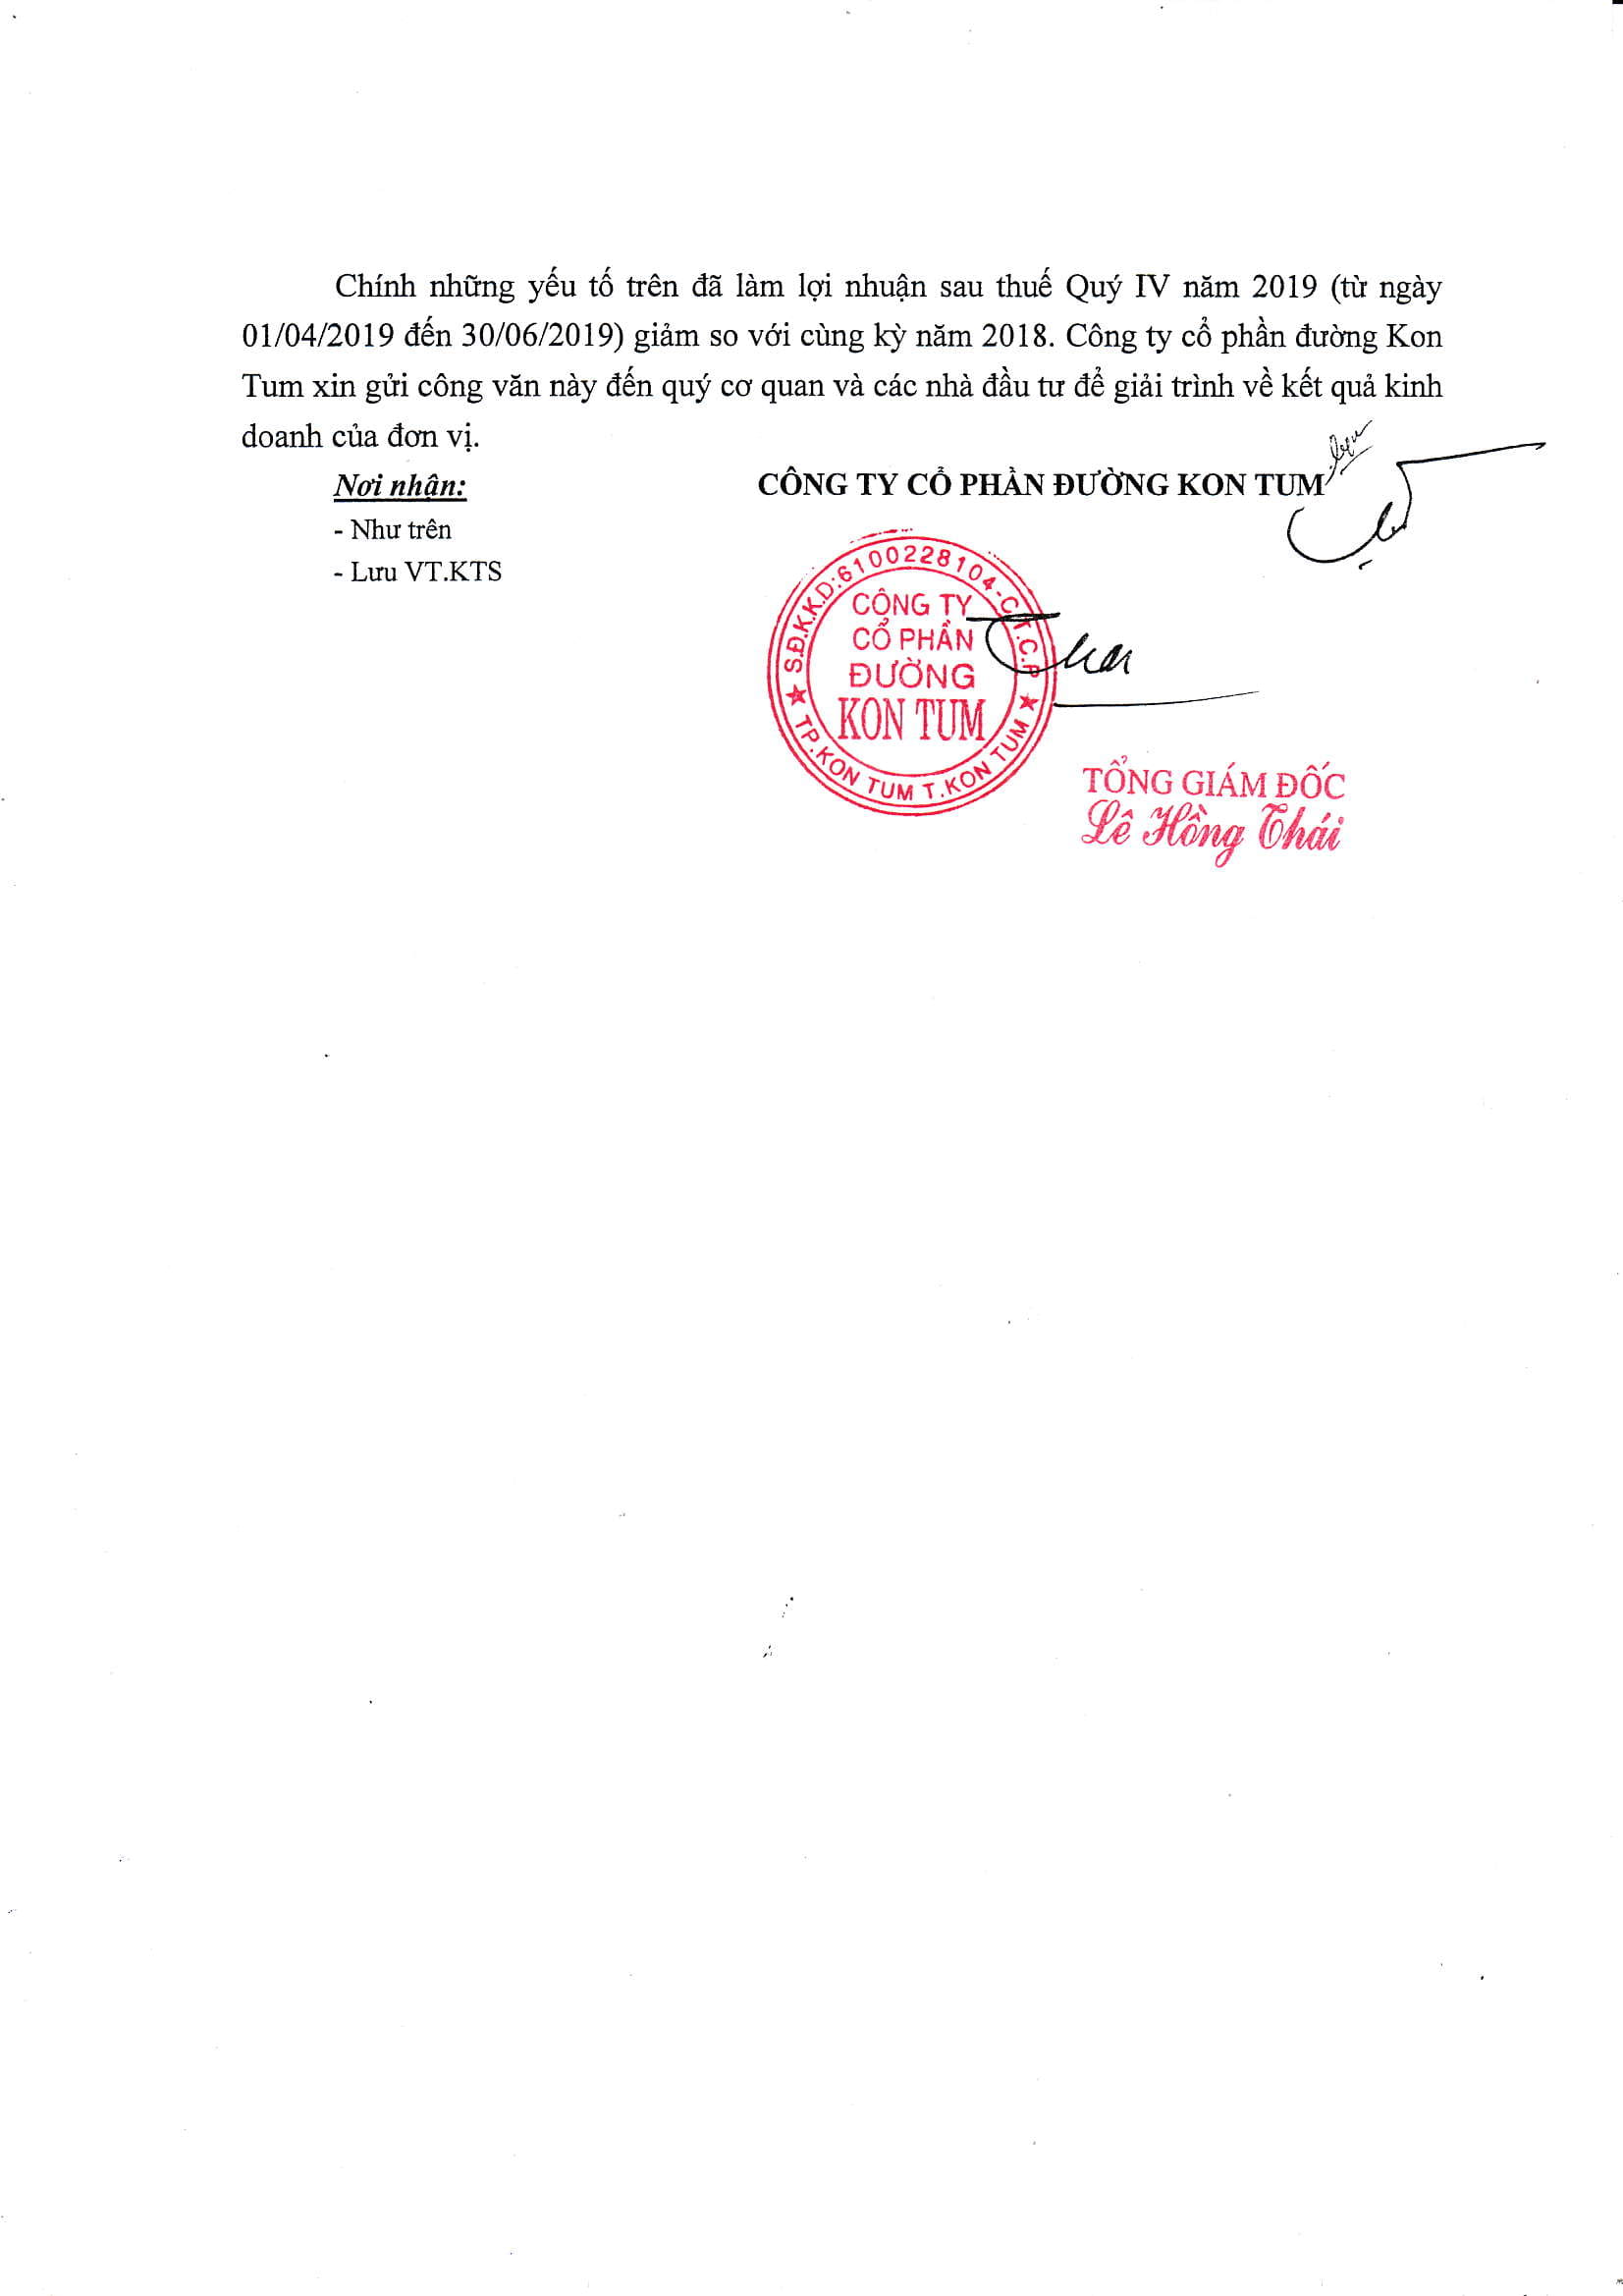 Chính những yếu tố trên đã làm lợi nhuận sau thuế Quý IV năm 2019 (từ ngày
01/04/2019 đến 30/06/2019) giảm so với cùng kỳ năm 2018. Công ty cổ phần đường Kon
Tum xin gửi công văn này đến quý cơ quan và các nhà đầu tư để giải trình về kết quả kinh
doanh của đơn vị.
Nơi nhận:
- Như trên
- Lưu VT.KTS
CÔNG TY CỔ PHẦN ĐƯỜNG KON TUM
S.Đ.K.K.D:6100228104-C.T.C.P
CÔNG TY
CỔ PHẦN
ĐƯỜNG
KON TUM
★ TP.KON TUM T.KON TUM ★
TỔNG GIÁM ĐỐC
Lê Hồng Thái